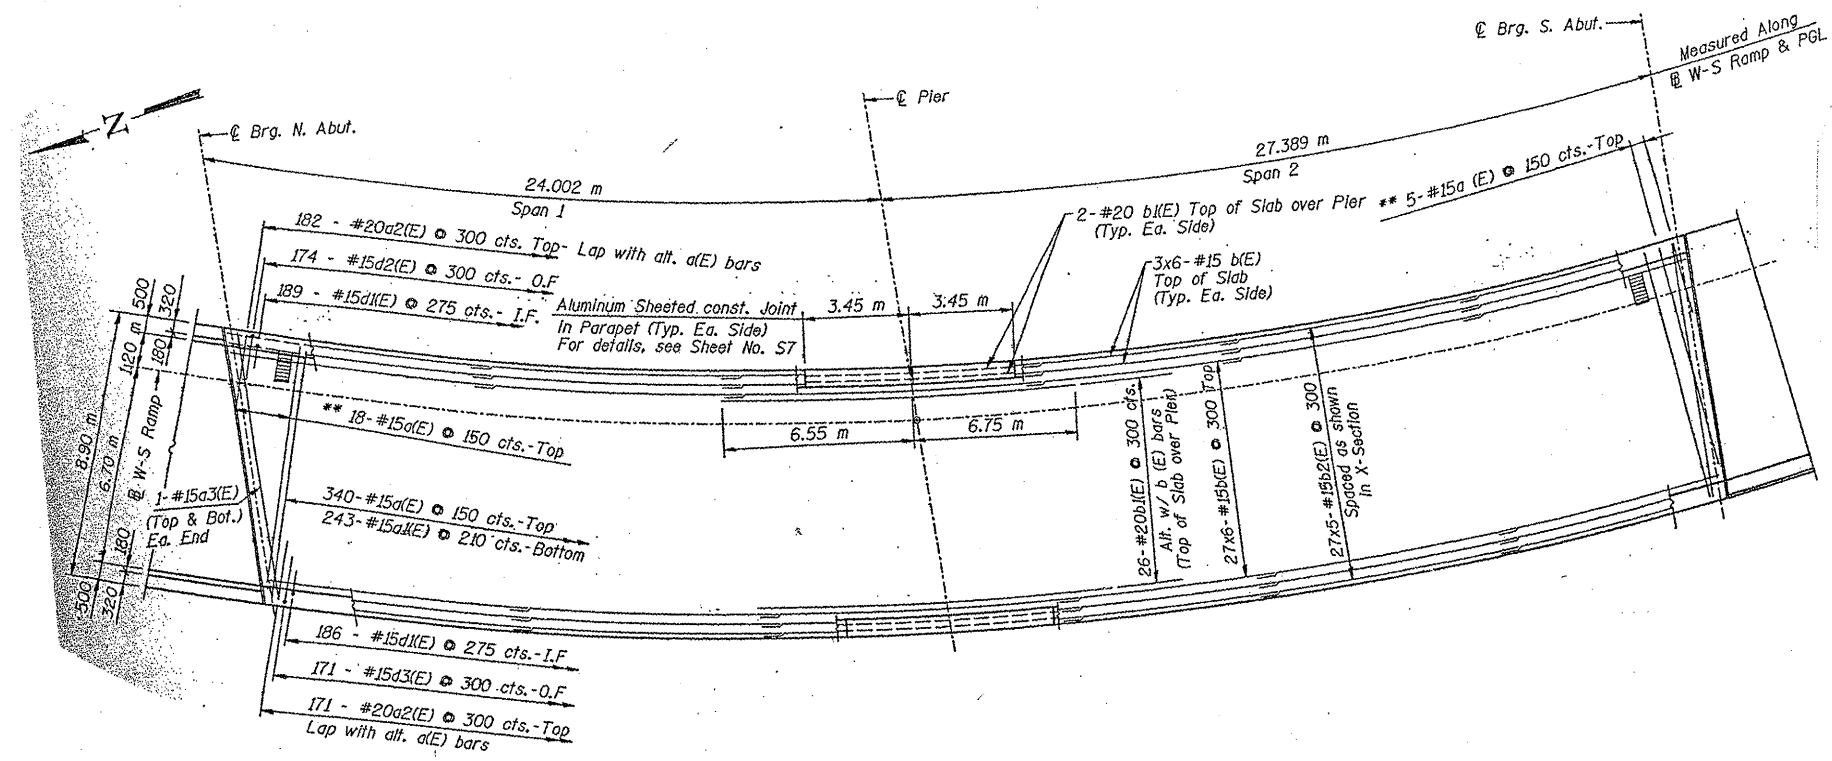 ℄ Brg. S. Abut.
Measured Along
℄ W-S Ramp & PGL
N
℄ Brg. N. Abut.
℄ Pier
24.002 m
Span 1
27.389 m
Span 2
** 5-#15a (E) @ 150 cts.-Top
2-#20 b1(E) Top of Slab over Pier
(Typ. Ea. Side)
3x6-#15 b(E)
Top of Slab
(Typ. Ea. Side)
182 - #20a2(E) @ 300 cts. Top- Lap with alt. a(E) bars
174 - #15d2(E) @ 300 cts.- O.F
189 - #15d1(E) @ 275 cts.- I.F.
Aluminum Sheeted const. Joint
in Parapet (Typ. Ea. Side)
For details, see Sheet No. S7
3.45 m
3.45 m
500
320
1.120 m
180
8.90 m
6.70 m
℄ W-S Ramp
180
500
320
** 18-#15a(E) @ 150 cts.-Top
6.55 m
6.75 m
1-#15a3(E)
(Top & Bot.)
Ea. End
340-#15a(E) @ 150 cts.-Top
243-#15a1(E) @ 210 cts.-Bottom
26-#20b1(E) @ 300 cts.
Alt. w/ b (E) bars
(Top of Slab over Pier)
27x6-#15b(E) @ 300 Top
27x5-#15b2(E) @ 300
Spaced as shown
in X-Section
186 - #15d1(E) @ 275 cts.-I.F
171 - #15d3(E) @ 300 cts.-O.F
171 - #20a2(E) @ 300 cts.-Top
Lap with alt. a(E) bars